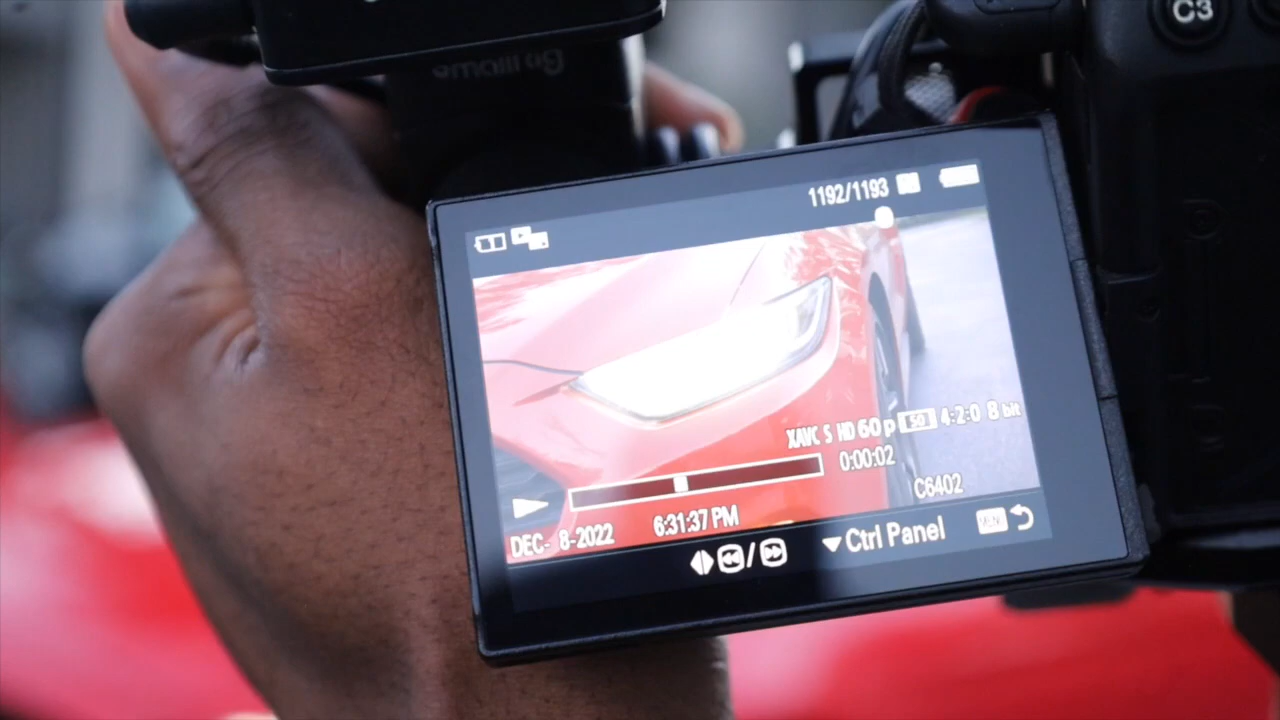 C3
1192/1193
XAVC S HD 60p 50 4:2:0 8 bit
0:00:02
C6402
DEC- 8-2022 6:31:37 PM
/ Ctrl Panel
MENU